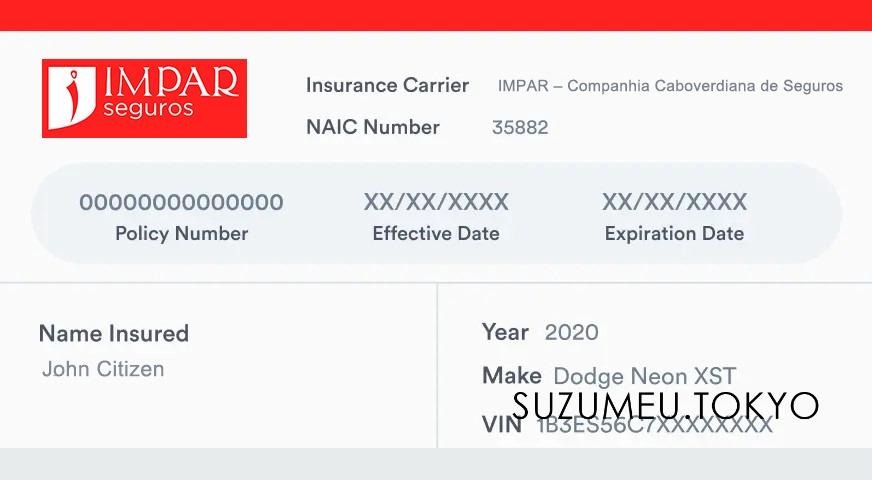 IMPAR
seguros
Insurance Carrier IMPAR – Companhia Caboverdiana de Seguros
NAIC Number 35882
00000000000000 XX/XX/XXXX XX/XX/XXXX
Policy Number Effective Date Expiration Date
Name Insured
John Citizen
Year 2020
Make Dodge Neon XST
SUZUMEU.TOKYO
VIN 1B3ES56C7XXXXXXXX